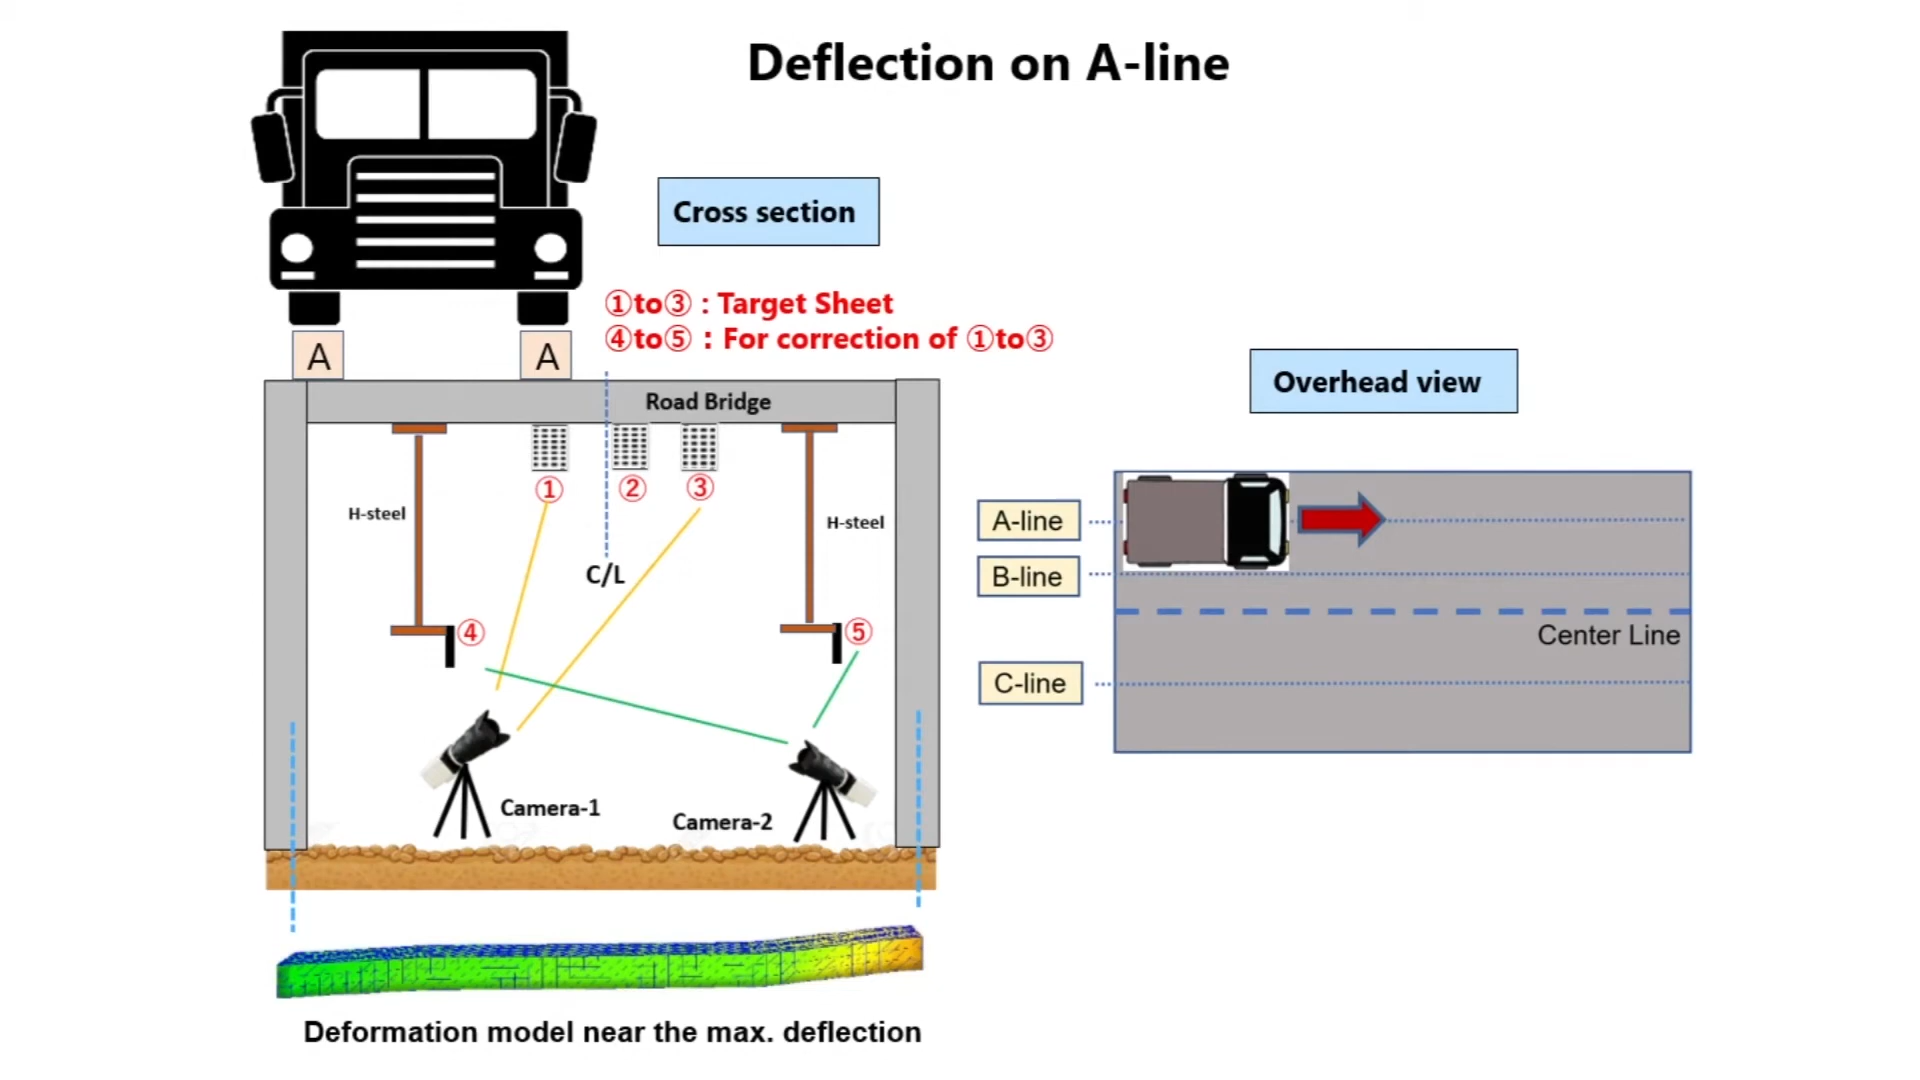 Deflection on A-line
Cross section
①to③ : Target Sheet
④to⑤ : For correction of ①to③
A
A
Road Bridge
①
②
③
H-steel
H-steel
C/L
④
⑤
Camera-1
Camera-2
Deformation model near the max. deflection
Overhead view
A-line
B-line
Center Line
C-line